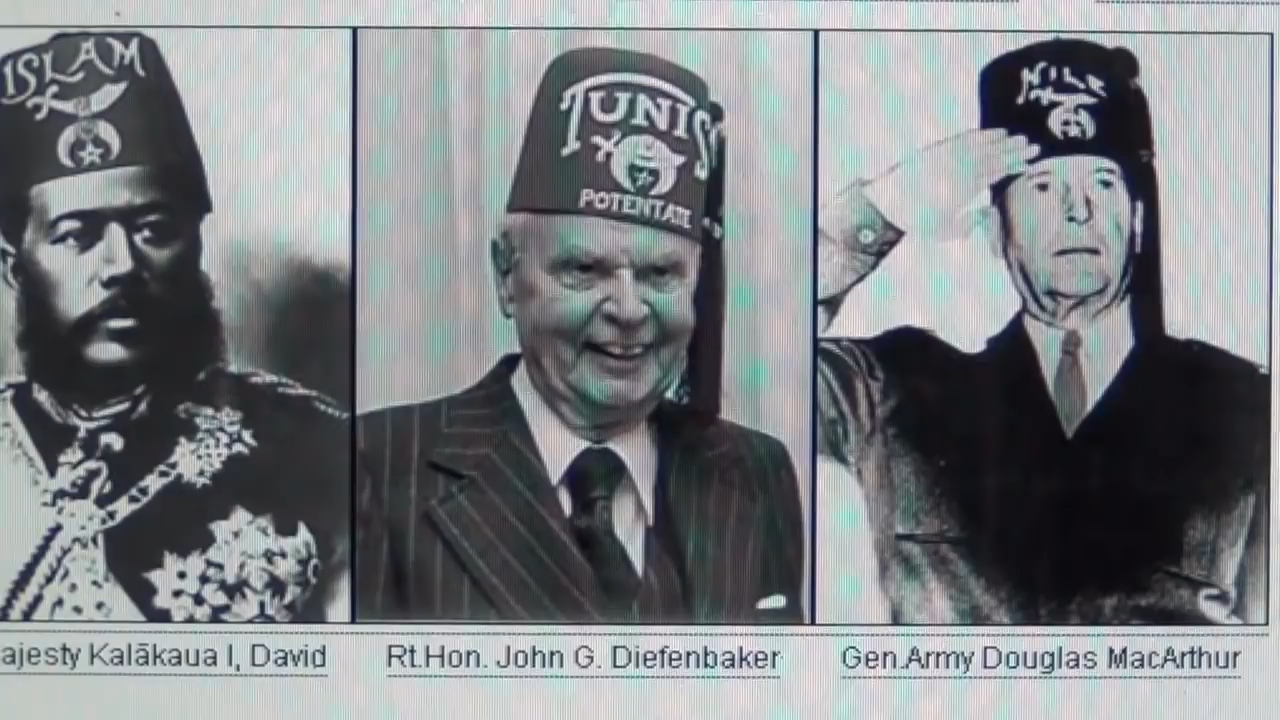 ISLAM
TUNIS
POTENTATE
NILE
ajesty Kalākaua I, David
Rt.Hon. John G. Diefenbaker
Gen.Army Douglas MacArthur